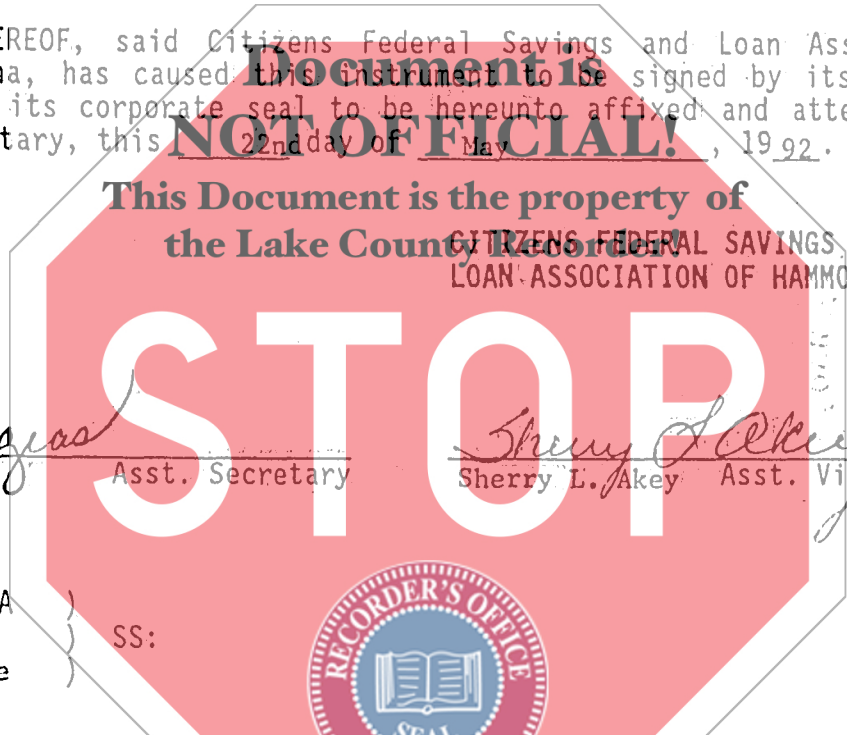 EREOF, said Citizens Federal Savings and Loan Ass
a, has caused this instrument to be signed by its
its corporate seal to be hereunto affixed and atte
tary, this 22nd day of May, 1992.
Document is
NOT OFFICIAL!
This Document is the property of
the Lake County Recorder!
CITIZENS FEDERAL SAVINGS
LOAN ASSOCIATION OF HAMMO
STOP
gias
Sherry L Akey
Asst. Secretary
Sherry L. Akey Asst. Vi
A )
) SS:
e )
RECORDER'S OFFICE
SEAL